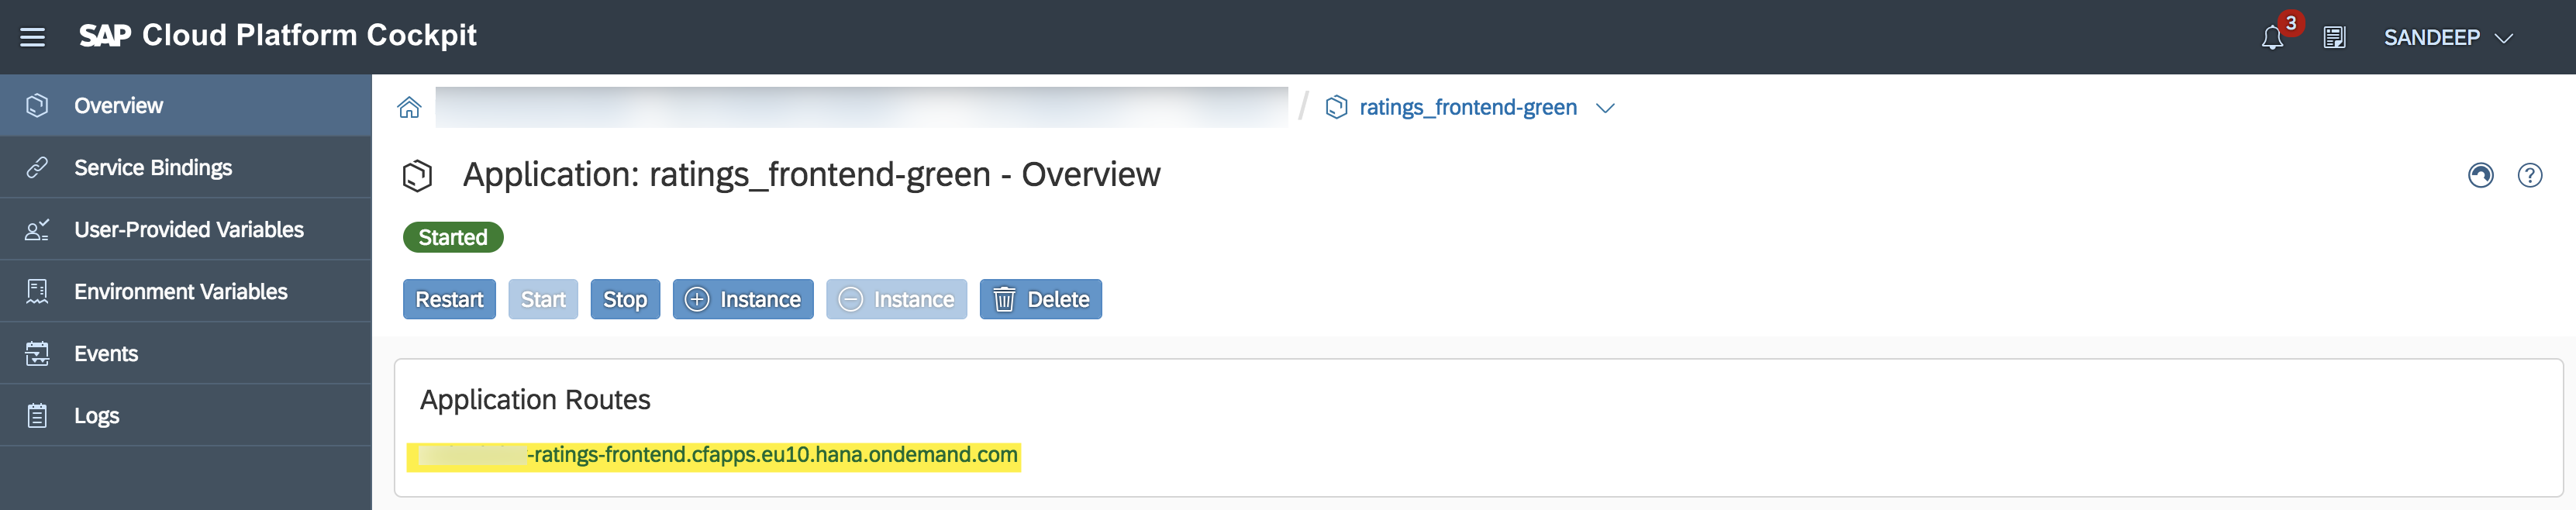 SAP Cloud Platform Cockpit
3
SANDEEP
Overview
Service Bindings
User-Provided Variables
Environment Variables
Events
Logs
/ ratings_frontend-green
Application: ratings_frontend-green - Overview
?
Started
Restart
Start
Stop
+ Instance
− Instance
Delete
Application Routes
-ratings-frontend.cfapps.eu10.hana.ondemand.com